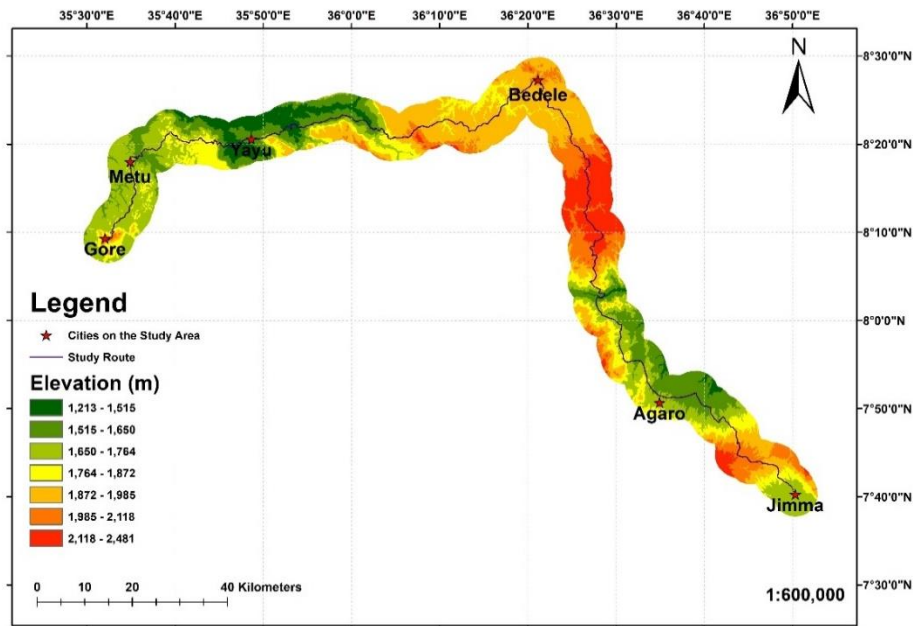 35°30'0"E 35°40'0"E 35°50'0"E 36°0'0"E 36°10'0"E 36°20'0"E 36°30'0"E 36°40'0"E 36°50'0"E
N
8°30'0"N
Bedele
8°20'0"N
Yayu
Metu
8°10'0"N
Gore
8°0'0"N
7°50'0"N
Agaro
7°40'0"N
Jimma
7°30'0"N
Legend
Cities on the Study Area
Study Route
Elevation (m)
1,213 - 1,515
1,515 - 1,650
1,650 - 1,764
1,764 - 1,872
1,872 - 1,985
1,985 - 2,118
2,118 - 2,481
0 10 20 40 Kilometers
1:600,000